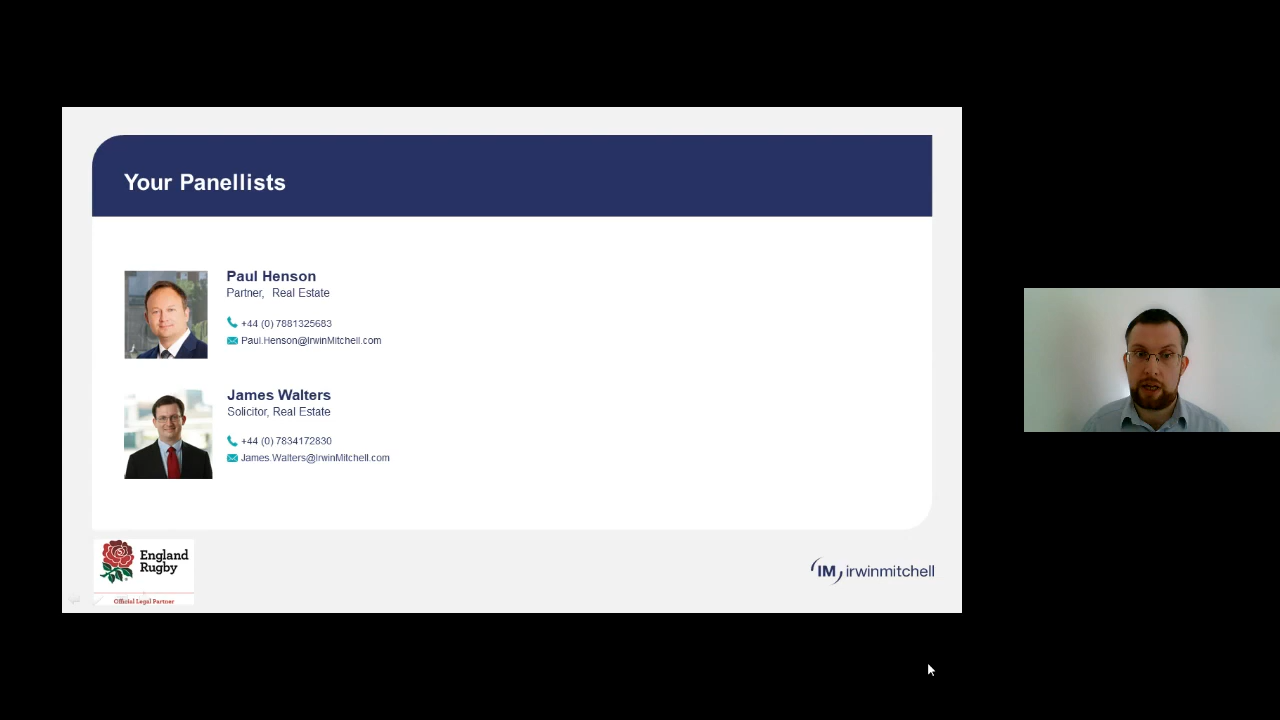 Your Panellists
Paul Henson
Partner, Real Estate
+44 (0) 7881325683
Paul.Henson@IrwinMitchell.com
James Walters
Solicitor, Real Estate
+44 (0) 7834172830
James.Walters@IrwinMitchell.com
England
Rugby
Official Legal Partner
IM irwinmitchell